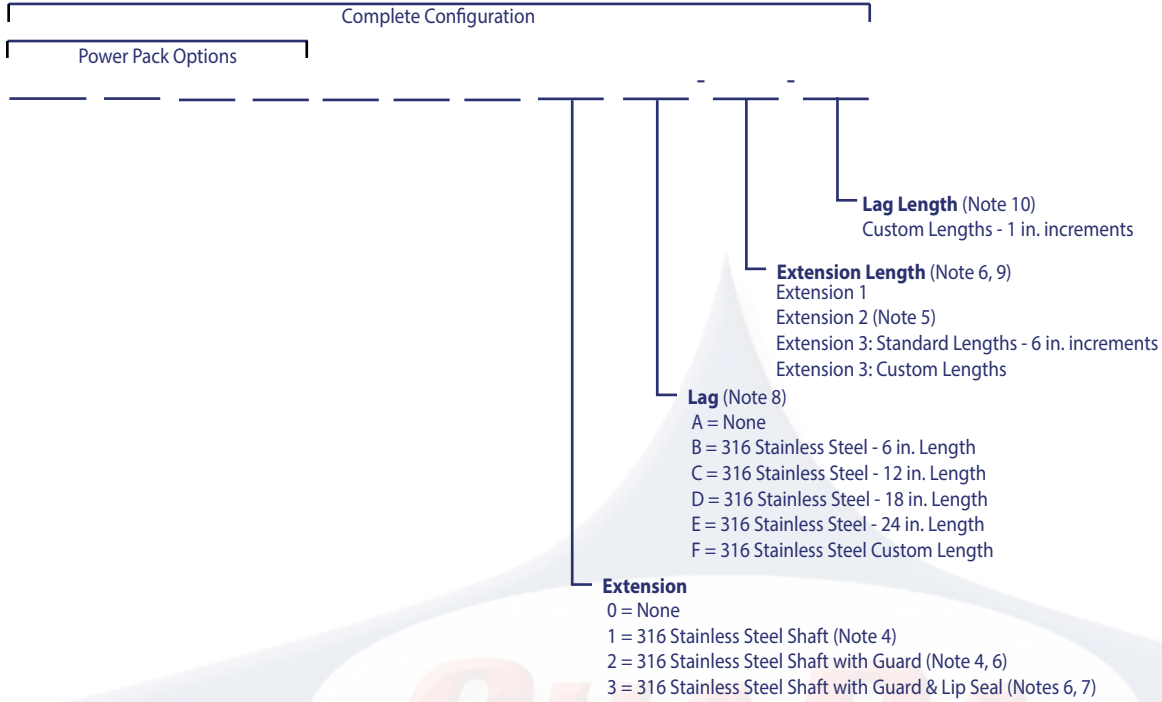 Complete Configuration
Power Pack Options
- -
Lag Length (Note 10)
Custom Lengths - 1 in. increments
Extension Length (Note 6, 9)
Extension 1
Extension 2 (Note 5)
Extension 3: Standard Lengths - 6 in. increments
Extension 3: Custom Lengths
Lag (Note 8)
A = None
B = 316 Stainless Steel - 6 in. Length
C = 316 Stainless Steel - 12 in. Length
D = 316 Stainless Steel - 18 in. Length
E = 316 Stainless Steel - 24 in. Length
F = 316 Stainless Steel Custom Length
Extension
0 = None
1 = 316 Stainless Steel Shaft (Note 4)
2 = 316 Stainless Steel Shaft with Guard (Note 4, 6)
3 = 316 Stainless Steel Shaft with Guard & Lip Seal (Notes 6, 7)